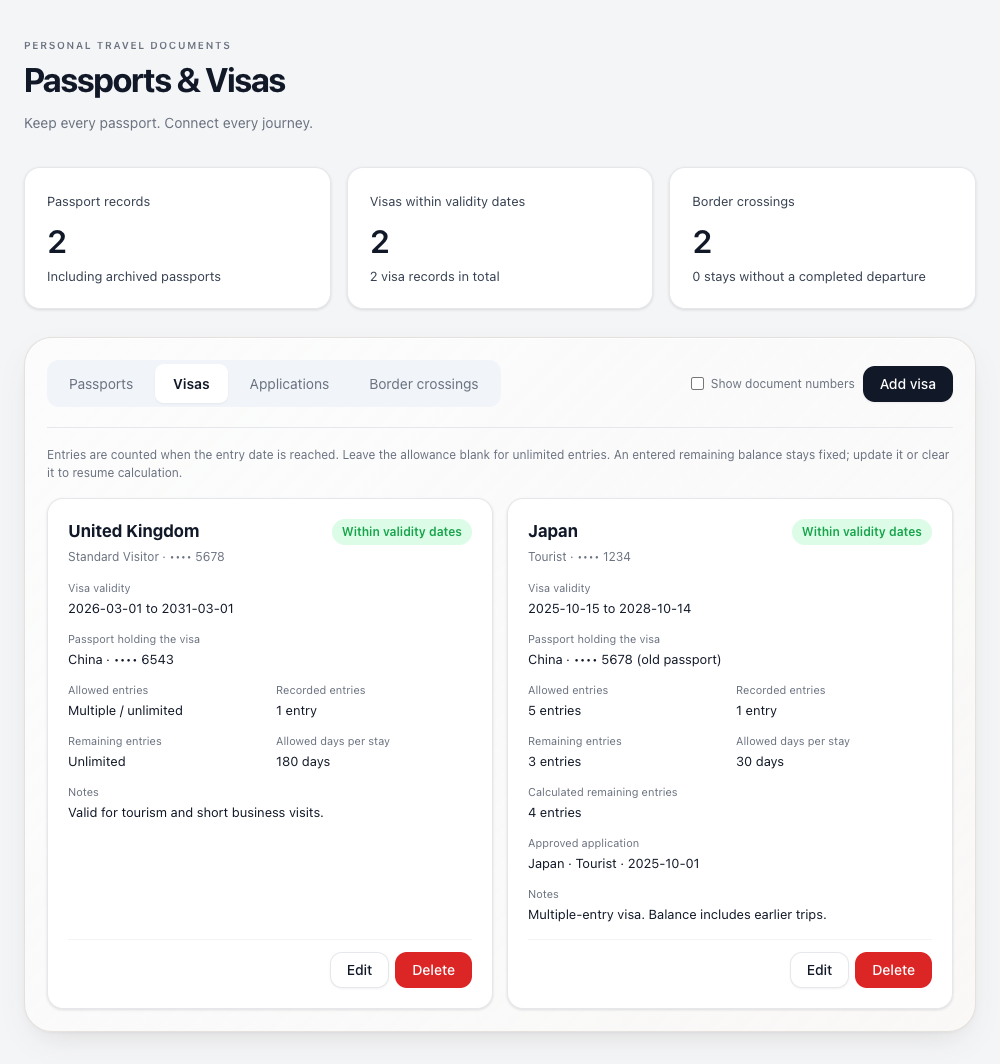 PERSONAL TRAVEL DOCUMENTS
Passports & Visas
Keep every passport. Connect every journey.
Passport records
2
Including archived passports
Visas within validity dates
2
2 visa records in total
Border crossings
2
0 stays without a completed departure
Passports
Visas
Applications
Border crossings
Show document numbers
Add visa
Entries are counted when the entry date is reached. Leave the allowance blank for unlimited entries. An entered remaining balance stays fixed; update it or clear
it to resume calculation.
United Kingdom
Within validity dates
Standard Visitor · •••• 5678
Visa validity
2026-03-01 to 2031-03-01
Passport holding the visa
China · •••• 6543
Allowed entries
Multiple / unlimited
Recorded entries
1 entry
Remaining entries
Unlimited
Allowed days per stay
180 days
Notes
Valid for tourism and short business visits.
Edit
Delete
Japan
Within validity dates
Tourist · •••• 1234
Visa validity
2025-10-15 to 2028-10-14
Passport holding the visa
China · •••• 5678 (old passport)
Allowed entries
5 entries
Recorded entries
1 entry
Remaining entries
3 entries
Allowed days per stay
30 days
Calculated remaining entries
4 entries
Approved application
Japan · Tourist · 2025-10-01
Notes
Multiple-entry visa. Balance includes earlier trips.
Edit
Delete